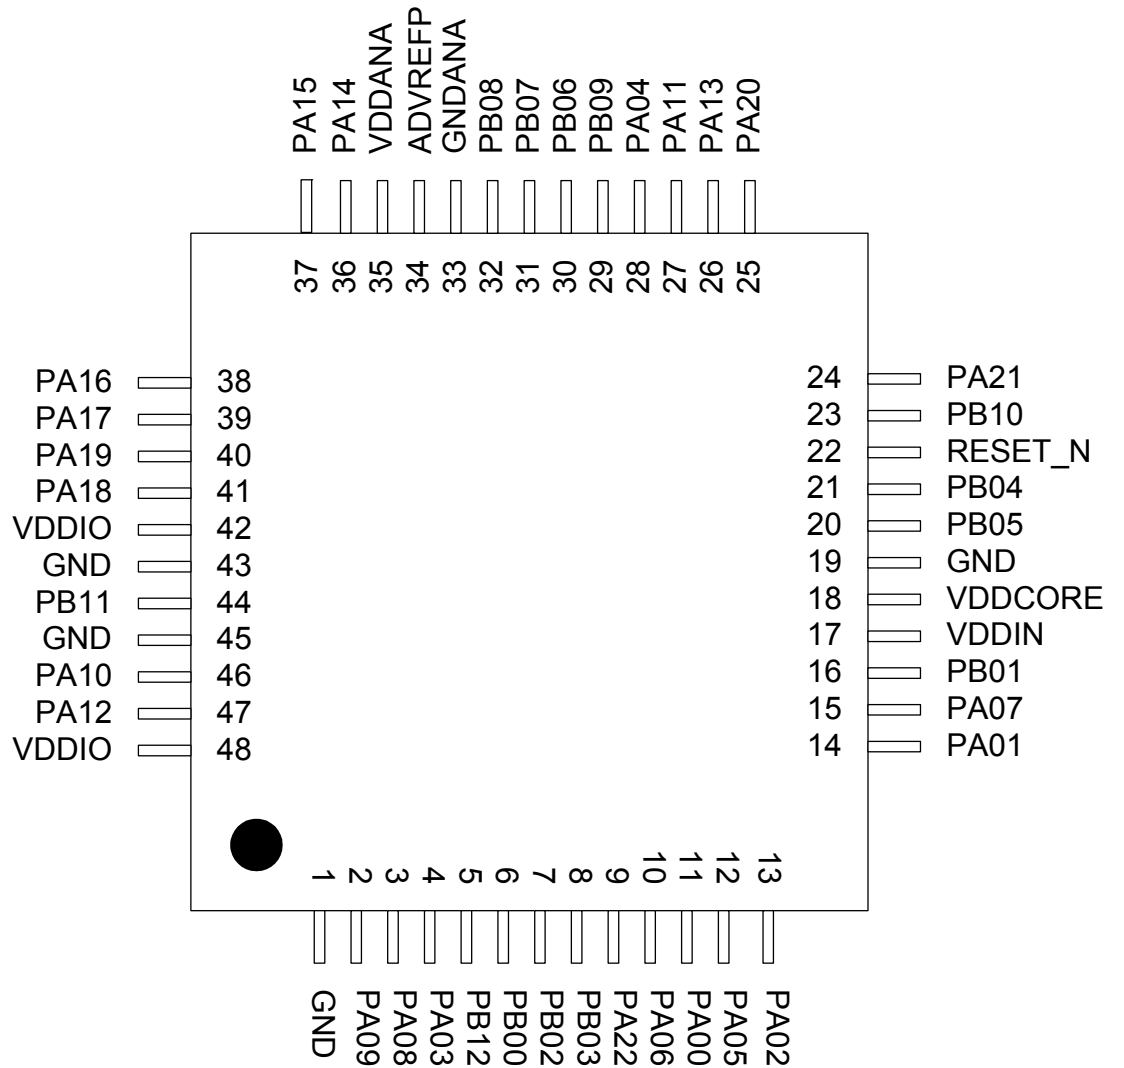 PA15 PA14 VDDANA ADVREFP GNDANA PB08 PB07 PB06 PB09 PA04 PA11 PA13 PA20
37 36 35 34 33 32 31 30 29 28 27 26 25
PA16 38 24 PA21
PA17 39 23 PB10
PA19 40 22 RESET_N
PA18 41 21 PB04
VDDIO 42 20 PB05
GND 43 19 GND
PB11 44 18 VDDCORE
GND 45 17 VDDIN
PA10 46 16 PB01
PA12 47 15 PA07
VDDIO 48 14 PA01
1 2 3 4 5 6 7 8 9 10 11 12 13
GND PA09 PA08 PA03 PB12 PB00 PB02 PB03 PA22 PA06 PA00 PA05 PA02